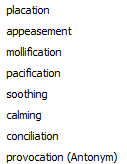 placation
appeasement
mollification
pacification
soothing
calming
conciliation
provocation (Antonym)